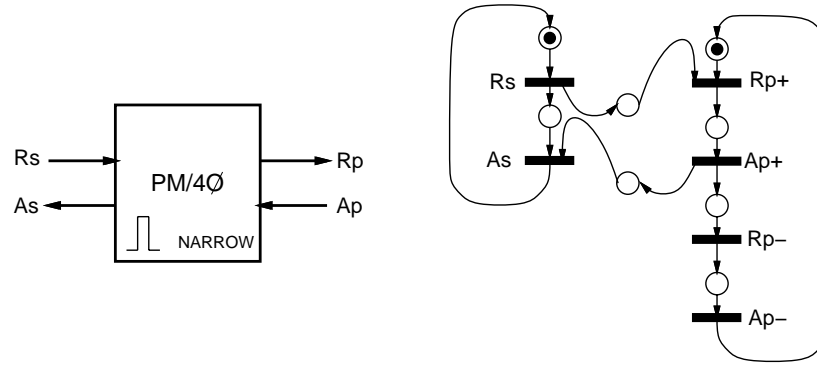 Rs
As
PM/4Ø
NARROW
Rp
Ap
Rs
As
Rp+
Ap+
Rp−
Ap−